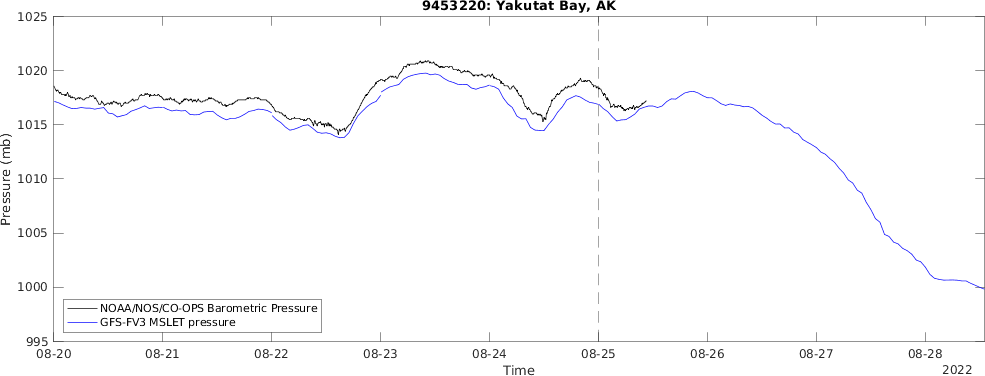 9453220: Yakutat Bay, AK
1025
1020
1015
1010
1005
1000
995
Pressure (mb)
NOAA/NOS/CO-OPS Barometric Pressure
GFS-FV3 MSLET pressure
08-20 08-21 08-22 08-23 08-24 08-25 08-26 08-27 08-28
Time
2022